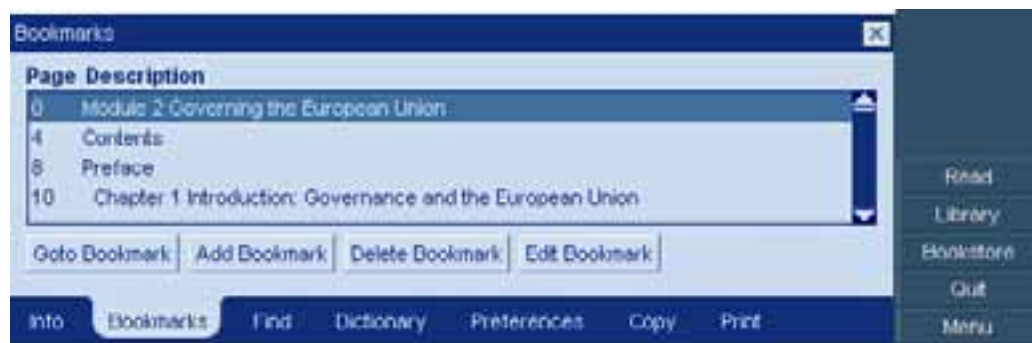 Bookmarks
Page Description
0 Module 2 Governing the European Union
4 Contents
8 Preface
10 Chapter 1 Introduction: Governance and the European Union
Goto Bookmark Add Bookmark Delete Bookmark Edit Bookmark
Info Bookmarks Find Dictionary Preferences Copy Print
Read
Library
Bookstore
Quit
Menu